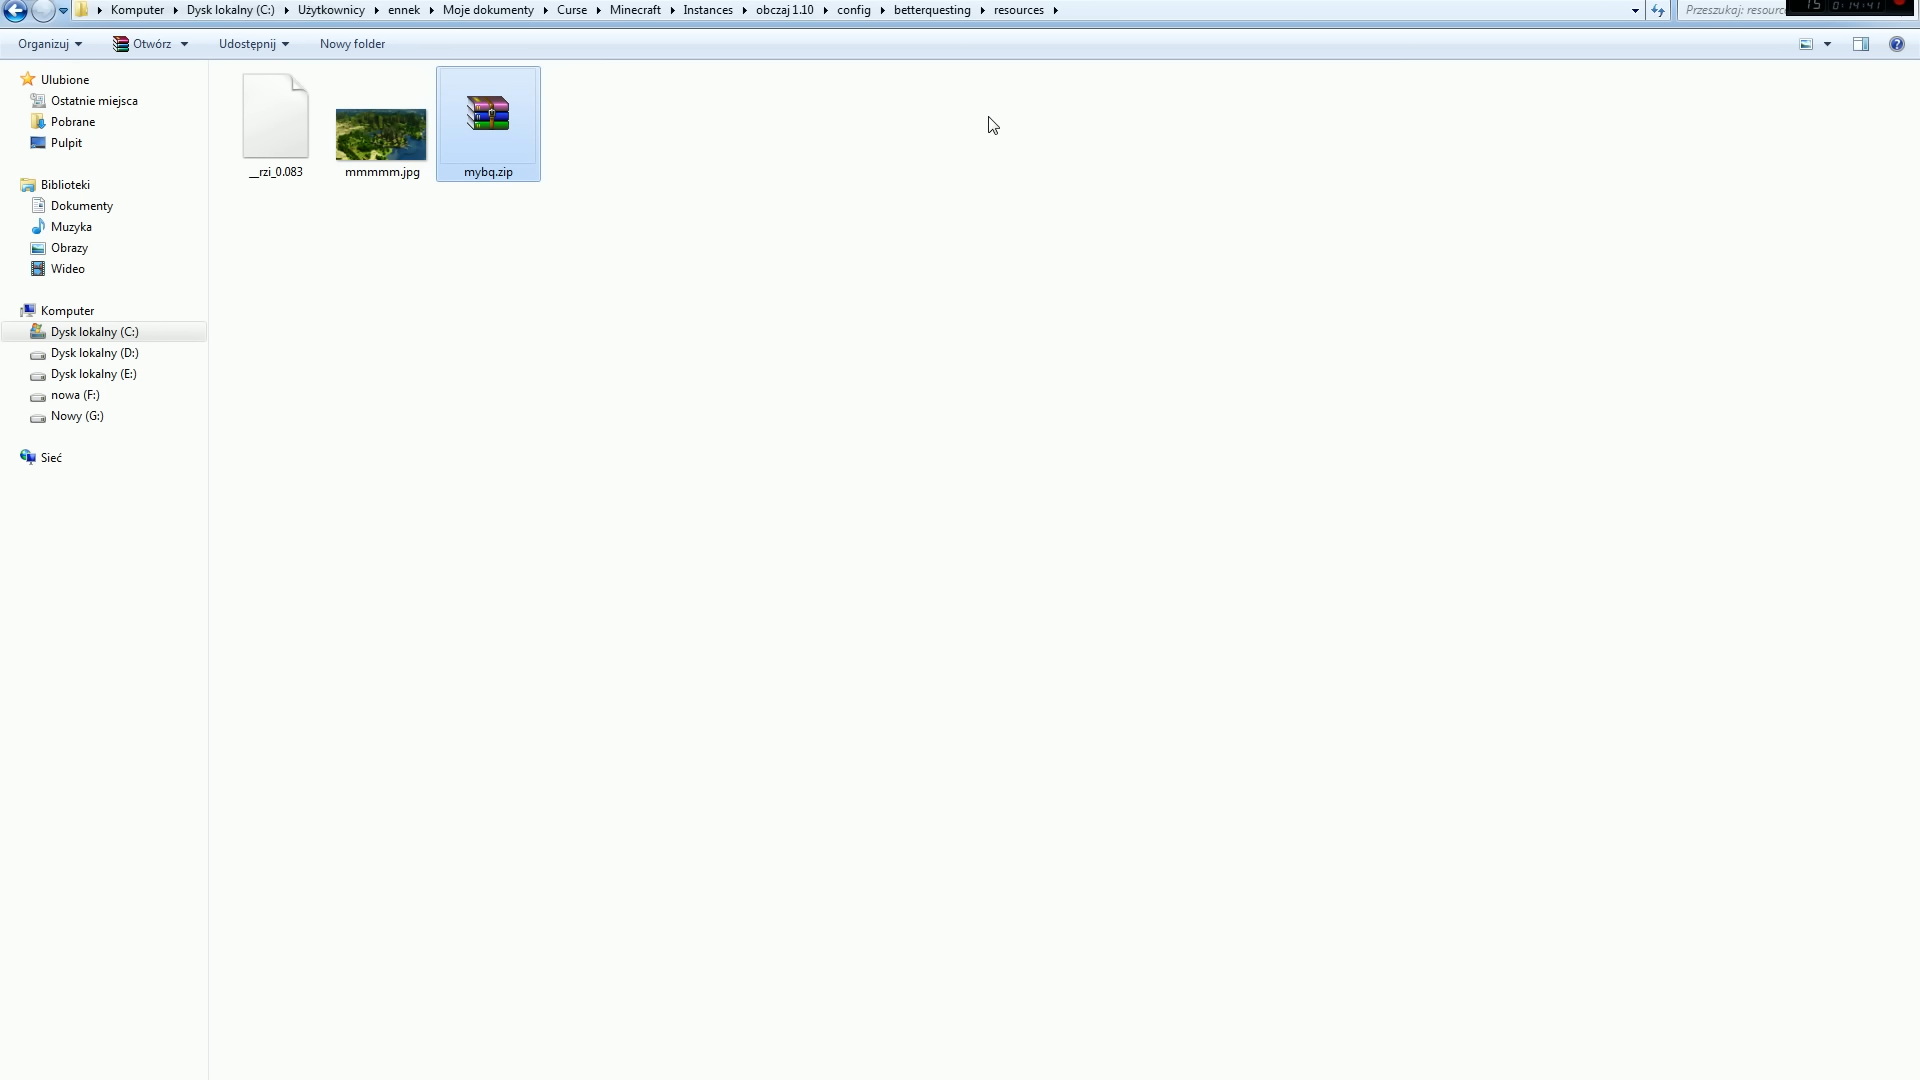 Komputer Dysk lokalny (C:) Użytkownicy ennek Moje dokumenty Curse Minecraft Instances obczaj 1.10 config betterquesting resources
Przeszukaj:
Organizuj Otwórz Udostępnij Nowy folder
Ulubione
Ostatnie miejsca
Pobrane
Pulpit
Biblioteki
Dokumenty
Muzyka
Obrazy
Wideo
Komputer
Dysk lokalny (C:)
Dysk lokalny (D:)
Dysk lokalny (E:)
nowa (F:)
Nowy (G:)
Sieć
__rzi_0.083
mmmmm.jpg
mybq.zip